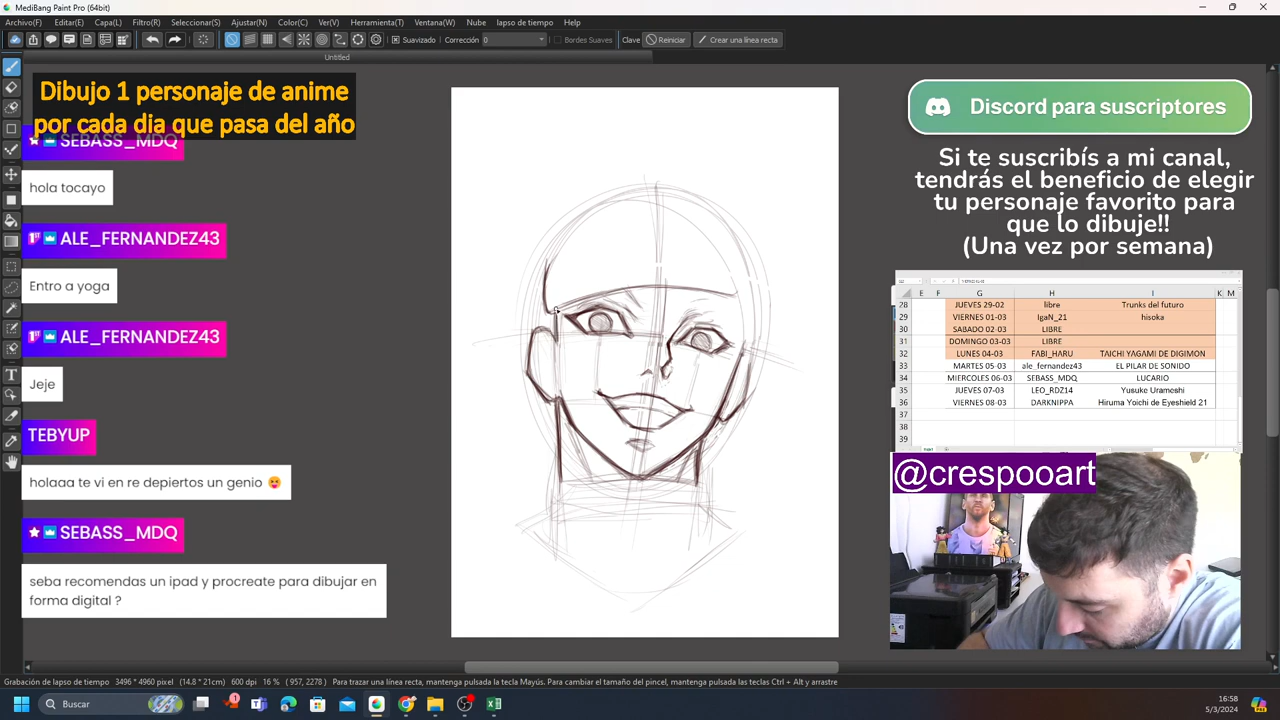 MediBang Paint Pro (64bit)
Archivo(F) Editar(E) Capa(L) Filtro(R) Seleccionar(S) Ajustar(N) Color(C) Ver(V) Herramienta(T) Ventana(W) Nube lapso de tiempo Help
Suavizado Corrección 0 Bordes Suaves Clave Reiniciar Crear una línea recta
Untitled
Dibujo 1 personaje de anime
por cada dia que pasa del año
SEBASS_MDQ
hola tocayo
ALE_FERNANDEZ43
Entro a yoga
ALE_FERNANDEZ43
Jeje
TEBYUP
holaaa te vi en re depiertos un genio 😝
SEBASS_MDQ
seba recomendas un ipad y procreate para dibujar en
forma digital ?
Discord para suscriptores
Si te suscribís a mi canal,
tendrás el beneficio de elegir
tu personaje favorito para
que lo dibuje!!
(Una vez por semana)
E F G H I K L M
28 JUEVES 29-02 libre Trunks del futuro
29 VIERNES 01-03 IgaN_21 hisoka
30 SABADO 02-03 LIBRE
31 DOMINGO 03-03 LIBRE
32 LUNES 04-03 FABI_HARU TAICHI YAGAMI DE DIGIMON
33 MARTES 05-03 ale_fernandez43 EL PILAR DE SONIDO
34 MIERCOLES 06-03 SEBASS_MDQ LUCARIO
35 JUEVES 07-03 LEO_RDZ14 Yusuke Urameshi
36 VIERNES 08-03 DARKNIPPA Hiruma Yoichi de Eyeshield 21
37
38
39
@crespooart
Grabación de lapso de tiempo 3496 * 4960 pixel (14.8 * 21cm) 600 dpi 16 % ( 957, 2278 ) Para trazar una línea recta, mantenga pulsada la tecla Mayús. Para cambiar el tamaño del pincel, mantenga pulsada las teclas Ctrl + Alt y arrastre
Buscar
1
16:58
5/3/2024